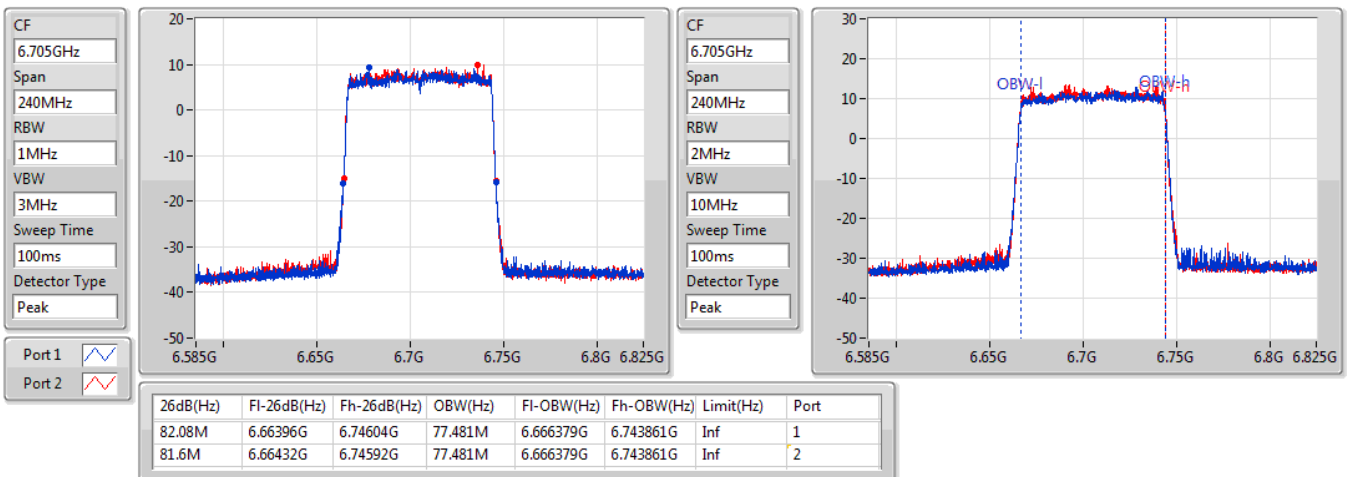 CF
6.705GHz
Span
240MHz
RBW
1MHz
VBW
3MHz
Sweep Time
100ms
Detector Type
Peak
Port 1
Port 2
20
10
0
-10
-20
-30
-40
-50
6.585G 6.65G 6.7G 6.75G 6.8G 6.825G
CF
6.705GHz
Span
240MHz
RBW
2MHz
VBW
10MHz
Sweep Time
100ms
Detector Type
Peak
30
20
10
0
-10
-20
-30
-40
-50
OBW-l OBW-h
OBW-h
6.585G 6.65G 6.7G 6.75G 6.8G 6.825G
26dB(Hz) Fl-26dB(Hz) Fh-26dB(Hz) OBW(Hz) Fl-OBW(Hz) Fh-OBW(Hz) Limit(Hz) Port
82.08M 6.66396G 6.74604G 77.481M 6.666379G 6.743861G Inf 1
81.6M 6.66432G 6.74592G 77.481M 6.666379G 6.743861G Inf 2